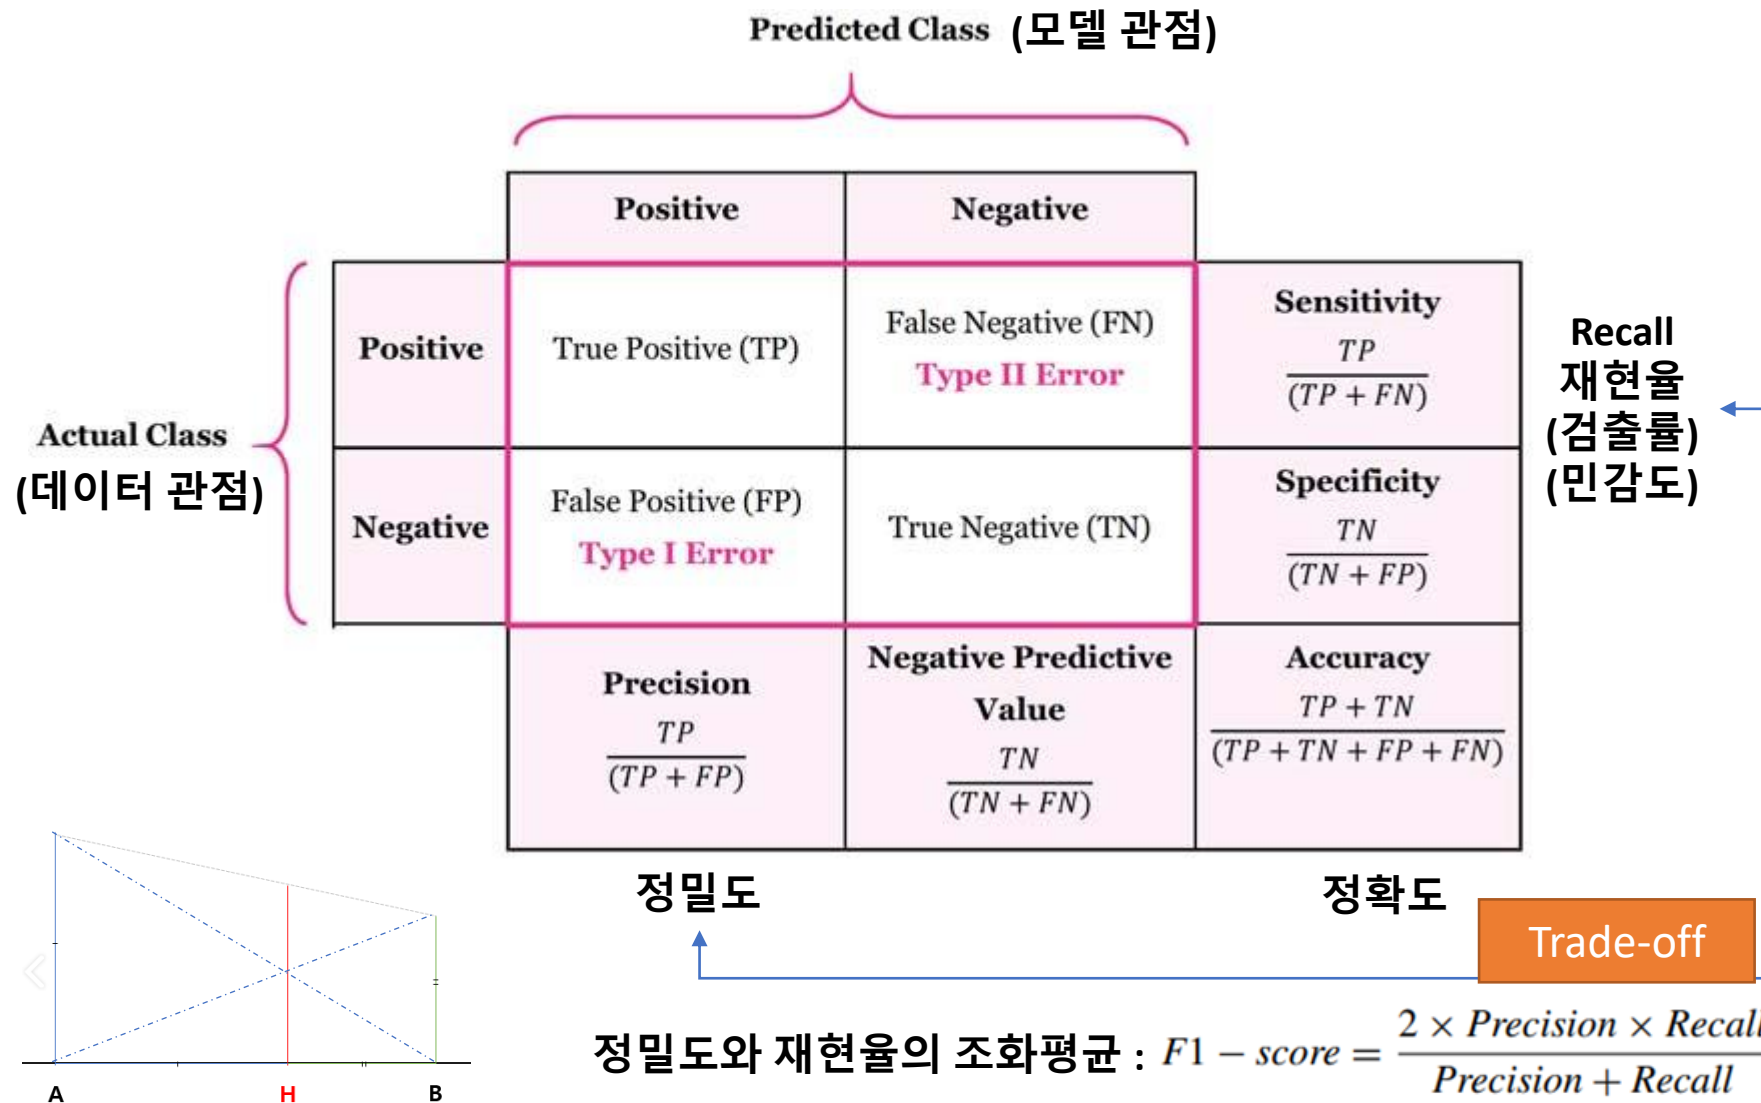 Predicted Class (모델 관점)
Positive
Negative
Actual Class
(데이터 관점)
Positive
True Positive (TP)
False Negative (FN)
Type II Error
Sensitivity
TP
(TP + FN)
Recall
재현율
(검출률)
(민감도)
Negative
False Positive (FP)
Type I Error
True Negative (TN)
Specificity
TN
(TN + FP)
Precision
TP
(TP + FP)
Negative Predictive
Value
TN
(TN + FN)
Accuracy
TP + TN
(TP + TN + FP + FN)
정밀도
정확도
Trade-off
정밀도와 재현율의 조화평균 : F1 − score =
2 × Precision × Recall
Precision + Recall
A
H
B